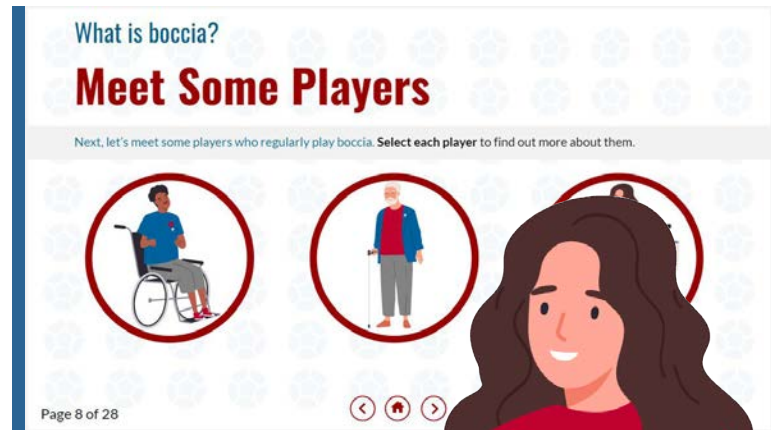 What is boccia?
Meet Some Players
Next, let's meet some players who regularly play boccia. Select each player to find out more about them.
Page 8 of 28